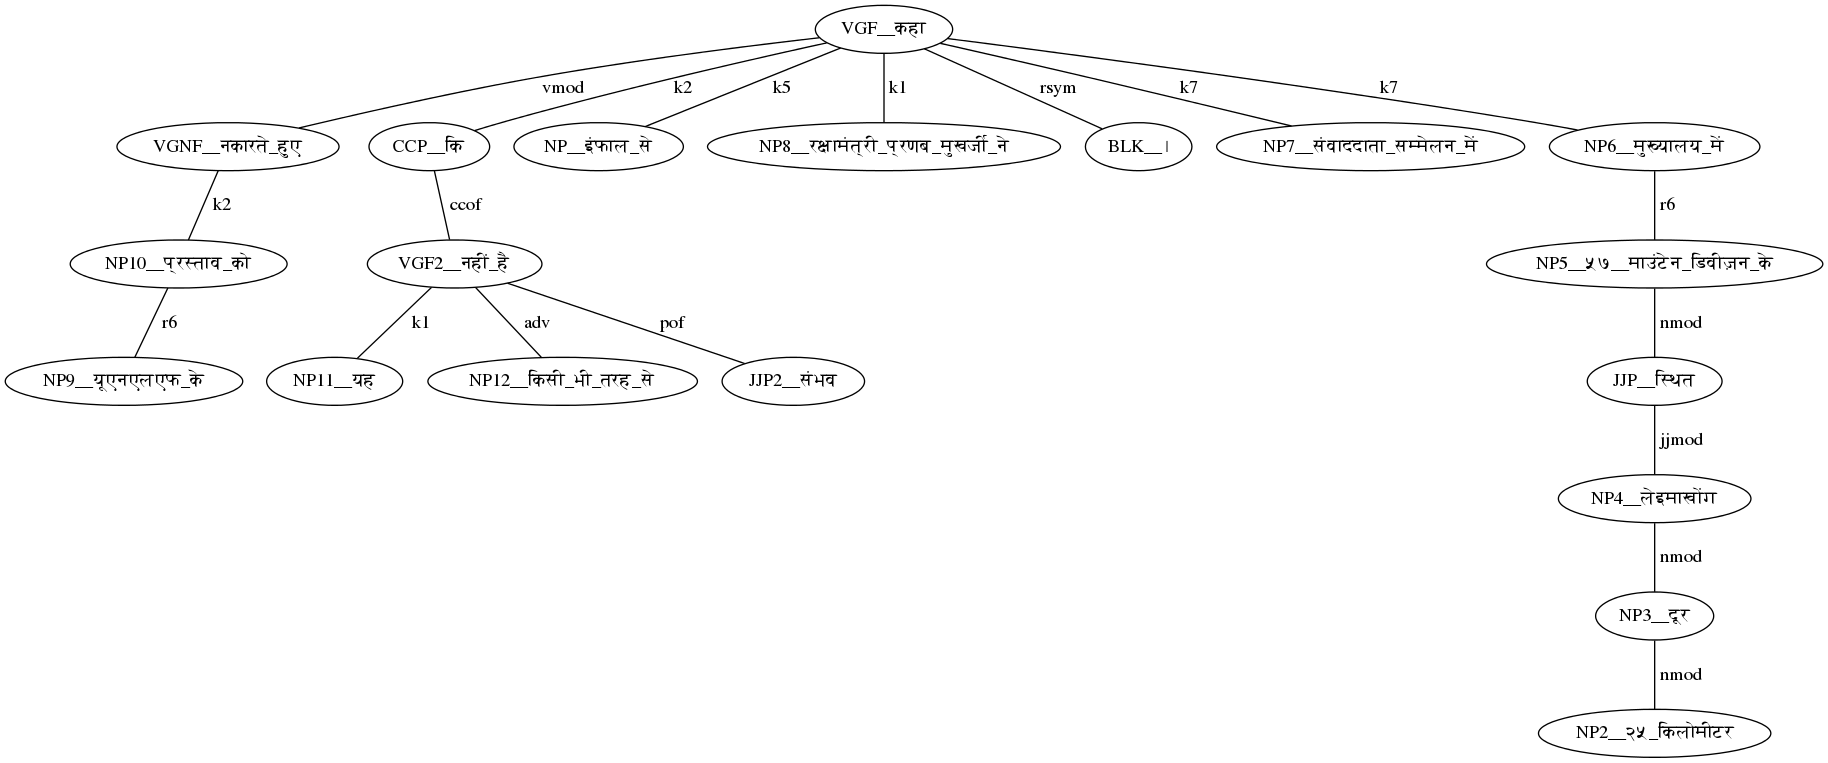 VGF__कहा
vmod k2 k5 k1 rsym k7 k7
VGNF__नकारते_हुए CCP__कि NP__इंफाल_से NP8__रक्षामंत्री_प्रणब_मुखर्जी_ने BLK__। NP7__संवाददाता_सम्मेलन_में NP6__मुख्यालय_में
k2 ccof r6
NP10__प्रस्ताव_को VGF2__नहीं_है NP5__५७__माउंटेन_डिवीज़न_के
r6 k1 adv pof nmod
NP9__यूएनएलएफ_के NP11__यह NP12__किसी_भी_तरह_से JJP2__संभव JJP__स्थित
jjmod
NP4__लेइमाखोंग
nmod
NP3__दूर
nmod
NP2__२५_किलोमीटर